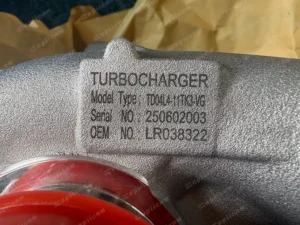 TURBOCHARGER
Model Type : TD04L4-11TK3-VG
Serial NO. : 250602003
OEM NO. : LR038322